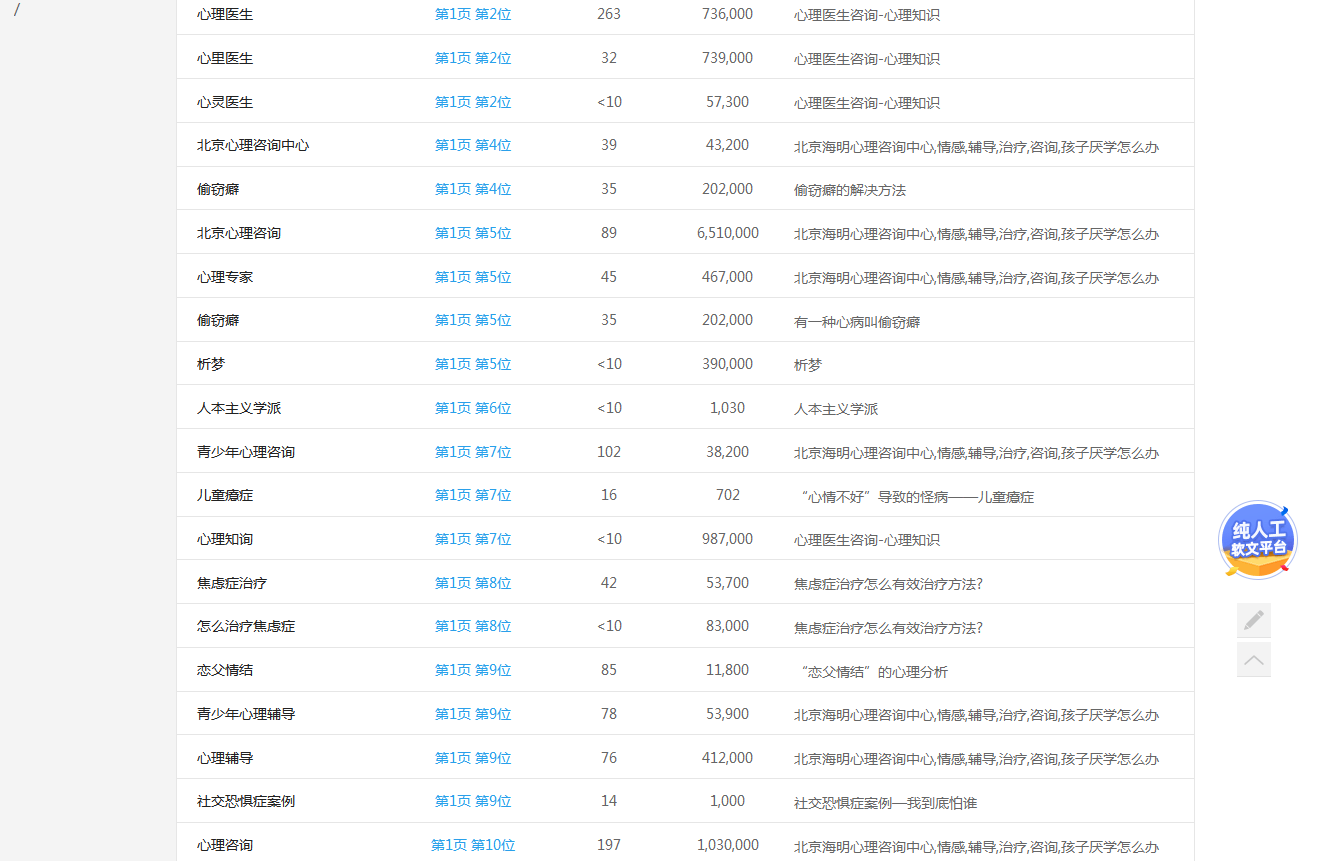 /
心理医生 第1页 第2位 263 736,000 心理医生咨询-心理知识
心里医生 第1页 第2位 32 739,000 心理医生咨询-心理知识
心灵医生 第1页 第2位 <10 57,300 心理医生咨询-心理知识
北京心理咨询中心 第1页 第4位 39 43,200 北京海明心理咨询中心,情感,辅导,治疗,咨询,孩子厌学怎么办
偷窃癖 第1页 第4位 35 202,000 偷窃癖的解决方法
北京心理咨询 第1页 第5位 89 6,510,000 北京海明心理咨询中心,情感,辅导,治疗,咨询,孩子厌学怎么办
心理专家 第1页 第5位 45 467,000 北京海明心理咨询中心,情感,辅导,治疗,咨询,孩子厌学怎么办
偷窃癖 第1页 第5位 35 202,000 有一种心病叫偷窃癖
析梦 第1页 第5位 <10 390,000 析梦
人本主义学派 第1页 第6位 <10 1,030 人本主义学派
青少年心理咨询 第1页 第7位 102 38,200 北京海明心理咨询中心,情感,辅导,治疗,咨询,孩子厌学怎么办
儿童癔症 第1页 第7位 16 702 “心情不好”导致的怪病——儿童癔症
心理知询 第1页 第7位 <10 987,000 心理医生咨询-心理知识
焦虑症治疗 第1页 第8位 42 53,700 焦虑症治疗怎么有效治疗方法?
怎么治疗焦虑症 第1页 第8位 <10 83,000 焦虑症治疗怎么有效治疗方法?
恋父情结 第1页 第9位 85 11,800 “恋父情结”的心理分析
青少年心理辅导 第1页 第9位 78 53,900 北京海明心理咨询中心,情感,辅导,治疗,咨询,孩子厌学怎么办
心理辅导 第1页 第9位 76 412,000 北京海明心理咨询中心,情感,辅导,治疗,咨询,孩子厌学怎么办
社交恐惧症案例 第1页 第9位 14 1,000 社交恐惧症案例—我到底怕谁
心理咨询 第1页 第10位 197 1,030,000 北京海明心理咨询中心,情感,辅导,治疗,咨询,孩子厌学怎么办
纯人工
软文平台